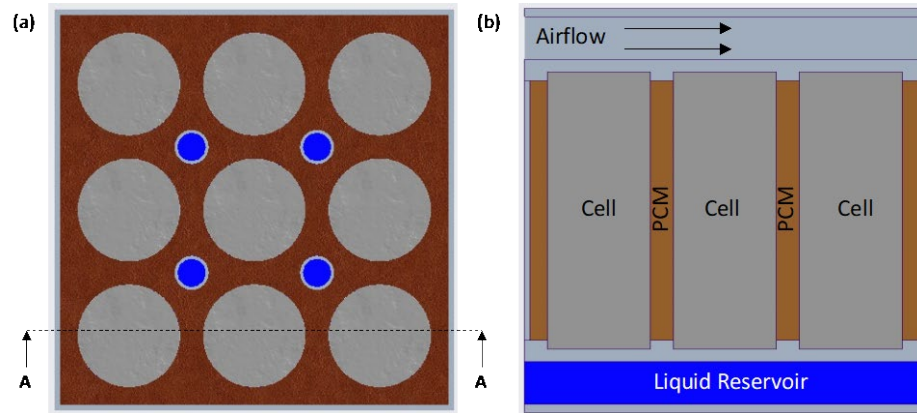 (a)
A
A
(b)
Airflow
Cell
PCM
Cell
PCM
Cell
Liquid Reservoir